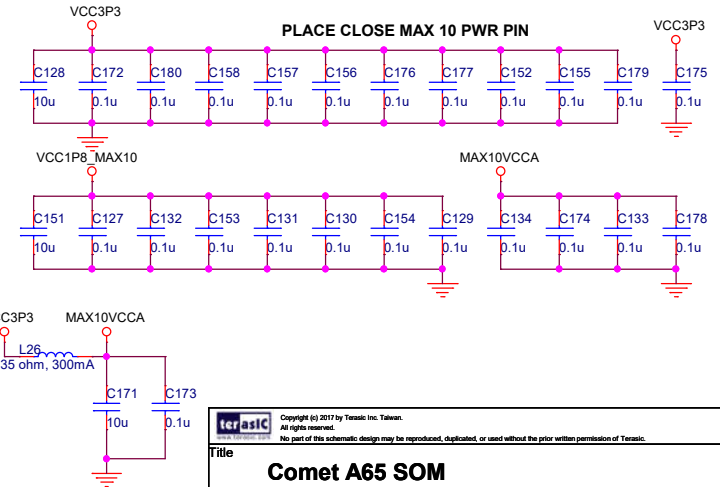 VCC3P3
PLACE CLOSE MAX 10 PWR PIN
VCC3P3
C128 C172 C180 C158 C157 C156 C176 C177 C152 C155 C179 C175
10u 0.1u 0.1u 0.1u 0.1u 0.1u 0.1u 0.1u 0.1u 0.1u 0.1u 0.1u
VCC1P8_MAX10 MAX10VCCA
C151 C127 C132 C153 C131 C130 C154 C129 C134 C174 C133 C178
10u 0.1u 0.1u 0.1u 0.1u 0.1u 0.1u 0.1u 0.1u 0.1u 0.1u 0.1u
C3P3 MAX10VCCA
L26
35 ohm, 300mA
C171 C173
10u 0.1u
terasIC
www.terasic.com
Copyright (c) 2017 by Terasic Inc. Taiwan.
All rights reserved.
No part of this schematic design may be reproduced, duplicated, or used without the prior written permission of Terasic.
Title
Comet A65 SOM